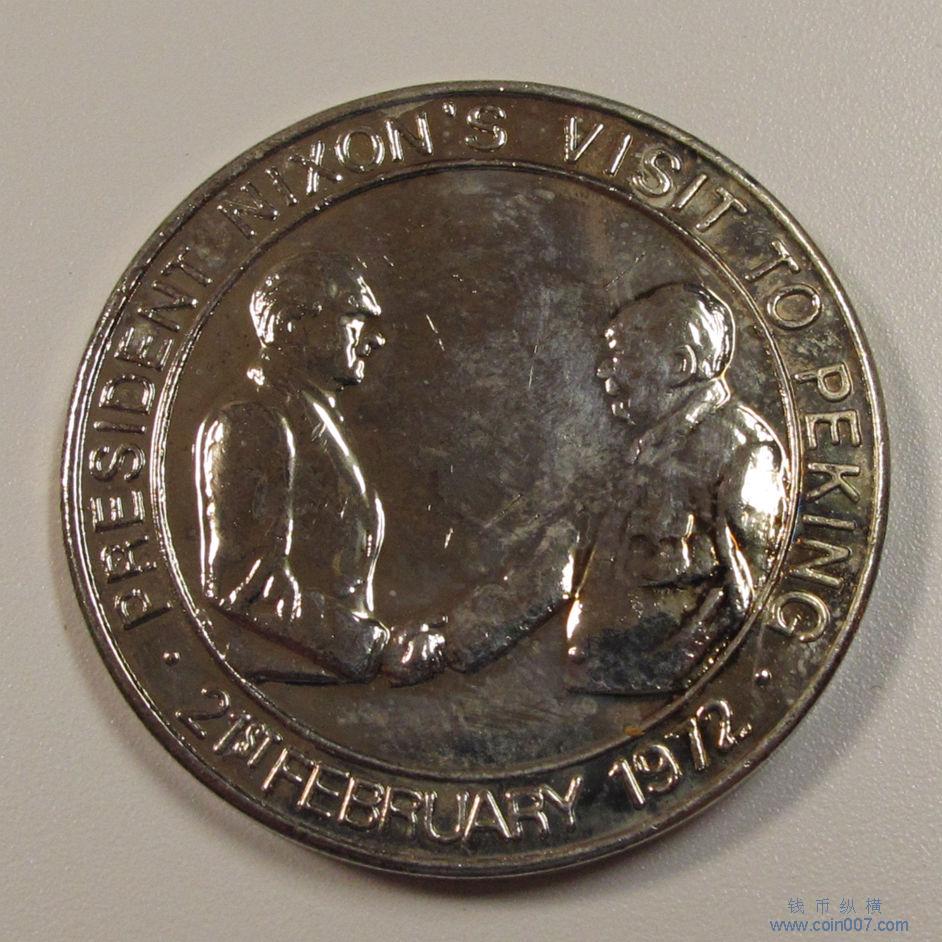 PRESIDENT NIXON'S VISIT TO PEKING
21ST FEBRUARY 1972
钱币纵横
www.coin007.com